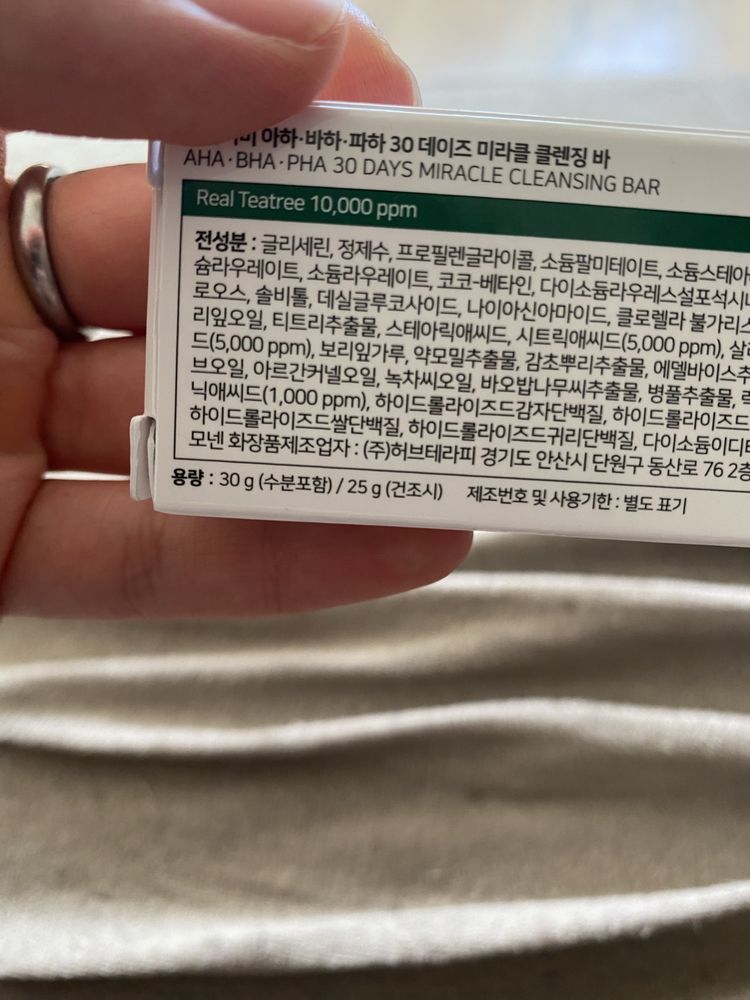 아하·바하·파하 30 데이즈 미라클 클렌징 바
AHA·BHA·PHA 30 DAYS MIRACLE CLEANSING BAR
Real Teatree 10,000 ppm
전성분 : 글리세린, 정제수, 프로필렌글라이콜, 소듐팔미테이트, 소듐스테아
슘라우레이트, 소듐라우레이트, 코코-베타인, 다이소듐라우레스설포석시
로오스, 솔비톨, 데실글루코사이드, 나이아신아마이드, 클로렐라 불가리스
리잎오일, 티트리추출물, 스테아릭애씨드, 시트릭애씨드(5,000 ppm), 살
드(5,000 ppm), 보리잎가루, 약모밀추출물, 감초뿌리추출물, 에델바이스추
브오일, 아르간커넬오일, 녹차씨오일, 바오밥나무씨추출물, 병풀추출물,
닉애씨드(1,000 ppm), 하이드롤라이즈드감자단백질, 하이드롤라이즈드
하이드롤라이즈드쌀단백질, 하이드롤라이즈드귀리단백질, 다이소듐이디
모넨 화장품제조업자 : (주)허브테라피 경기도 안산시 단원구 동산로 76 2층
용량 : 30 g (수분포함) / 25 g (건조시) 제조번호 및 사용기한 : 별도 표기